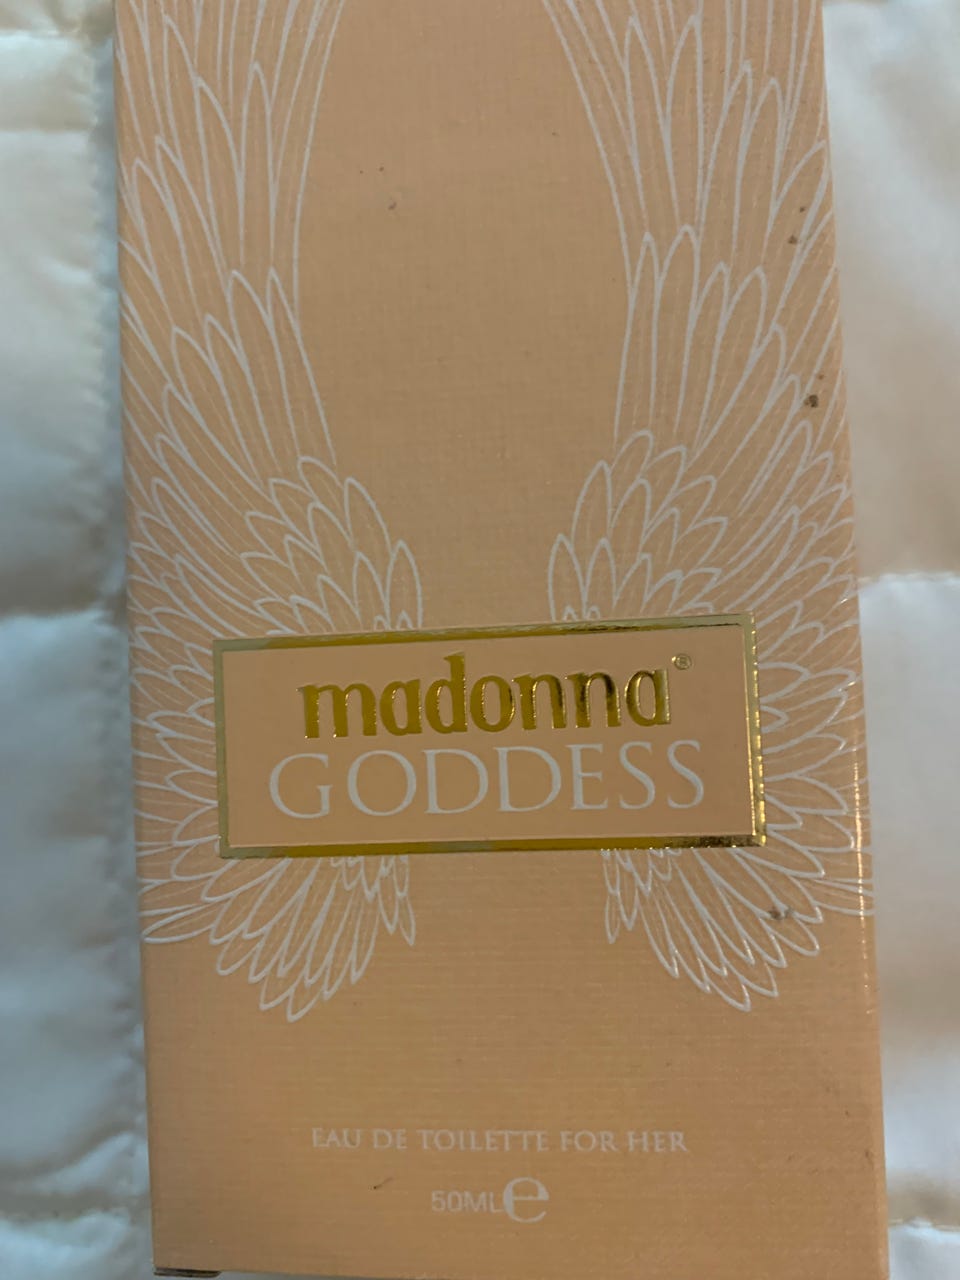 madonna®
GODDESS
EAU DE TOILETTE FOR HER
50ML℮